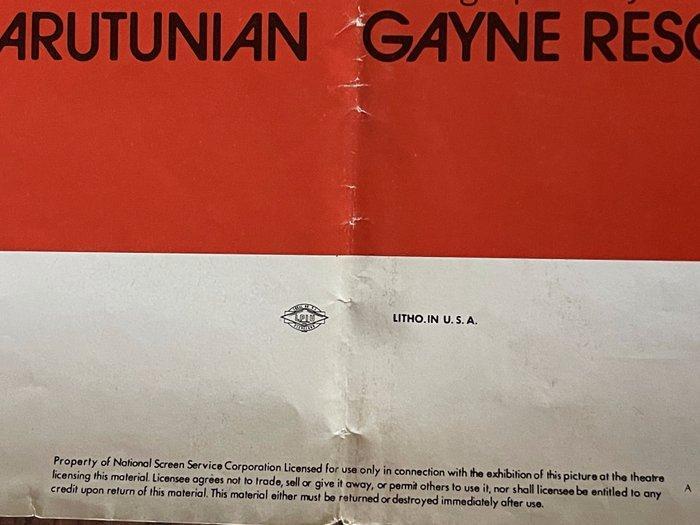 ARUTUNIAN GAYNE RESC
LPIU
LITHO.IN U. S. A.
Property of National Screen Service Corporation Licensed for use only in connection with the exhibition of this picture at the theatre
licensing this material. Licensee agrees not to trade, sell or give it away, or permit others to use it, nor shall licensee be entitled to any
credit upon return of this material. This material either must be returned or destroyed immediately after use.
A